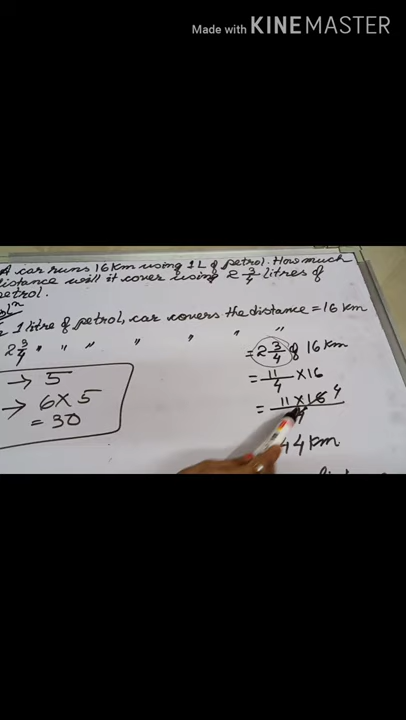 Made with KINEMASTER
A car runs 16 km using 1 L of petrol. How much
distance will it cover using 2 3/4 litres of
petrol.
Soln
1 litre of petrol, car covers the distance = 16 km
2 3/4 " " " " " "
= 2 3/4 of 16 km
= 11/4 × 16
= 11 × 16 4 / 4
44 km
→ 5
→ 6 × 5
= 30